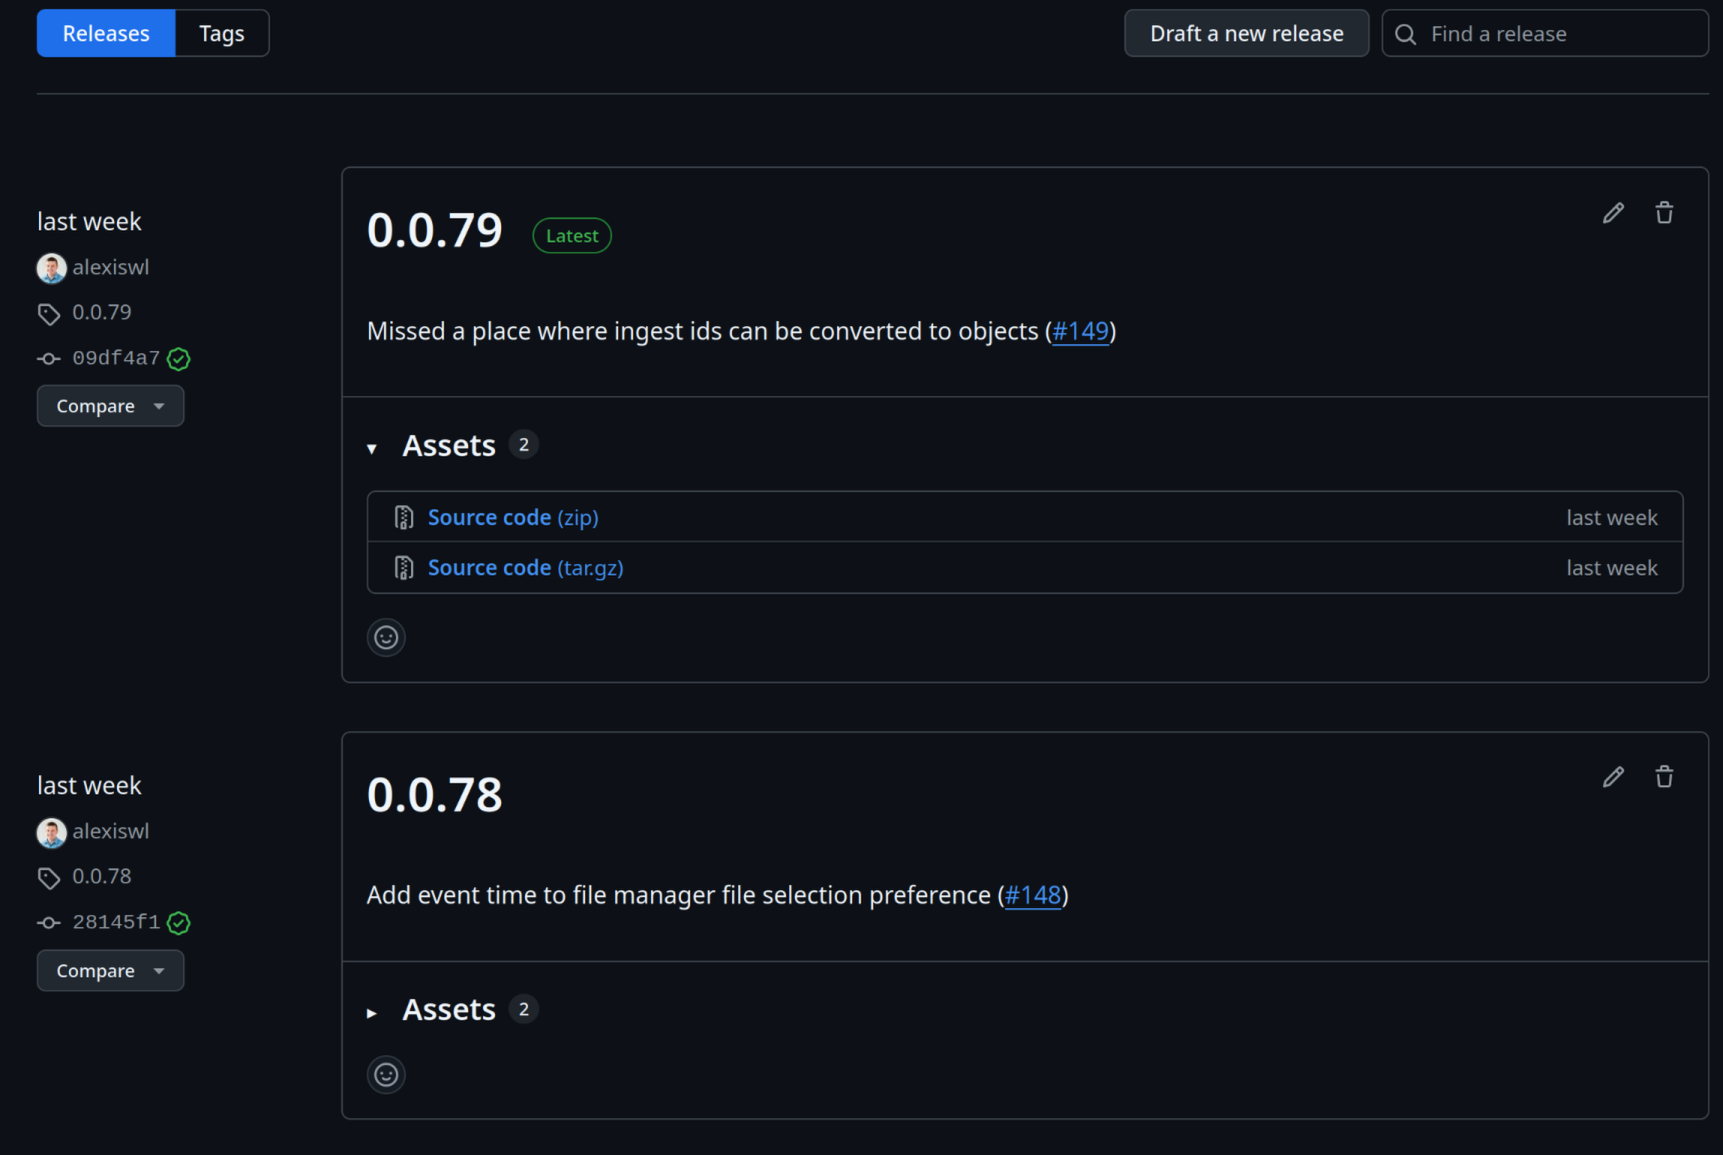 Releases Tags Draft a new release Find a release
last week
alexiswl
0.0.79
09df4a7
Compare
0.0.79 Latest
Missed a place where ingest ids can be converted to objects (#149)
Assets 2
Source code (zip) last week
Source code (tar.gz) last week
last week
alexiswl
0.0.78
28145f1
Compare
0.0.78
Add event time to file manager file selection preference (#148)
Assets 2